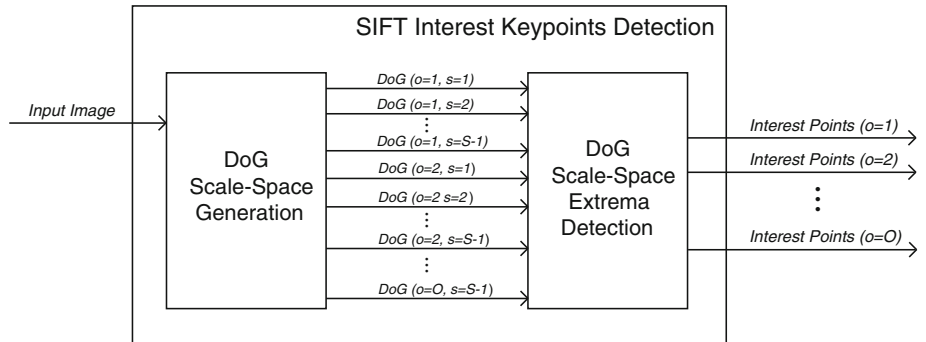 SIFT Interest Keypoints Detection
Input Image
DoG
Scale-Space
Generation
DoG (o=1, s=1)
DoG (o=1, s=2)
DoG (o=1, s=S-1)
DoG (o=2, s=1)
DoG (o=2 s=2)
DoG (o=2, s=S-1)
DoG (o=O, s=S-1)
DoG
Scale-Space
Extrema
Detection
Interest Points (o=1)
Interest Points (o=2)
Interest Points (o=O)